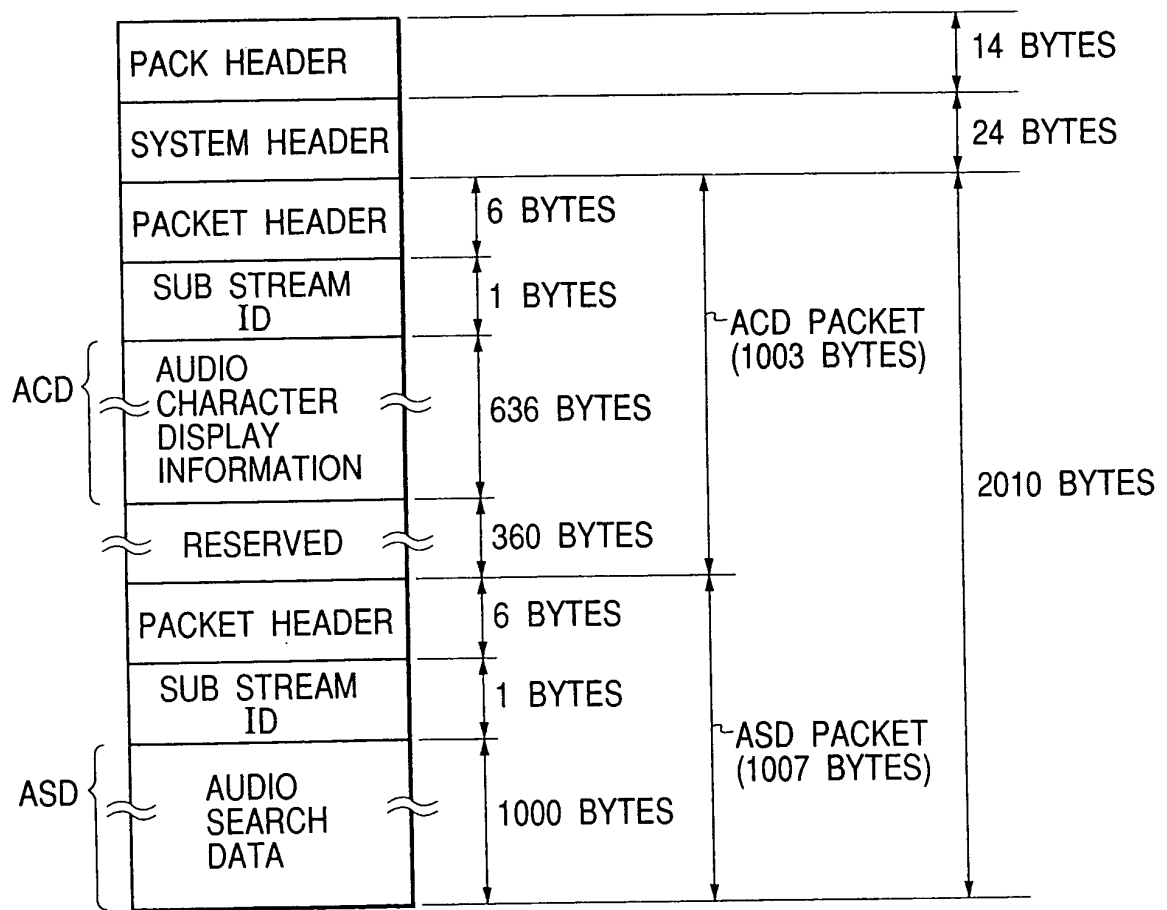 PACK HEADER
14 BYTES
SYSTEM HEADER
24 BYTES
PACKET HEADER
6 BYTES
SUB STREAM
ID
1 BYTES
ACD PACKET
(1003 BYTES)
ACD
AUDIO
CHARACTER
DISPLAY
INFORMATION
636 BYTES
2010 BYTES
RESERVED
360 BYTES
PACKET HEADER
6 BYTES
SUB STREAM
ID
1 BYTES
ASD PACKET
(1007 BYTES)
ASD
AUDIO
SEARCH
DATA
1000 BYTES